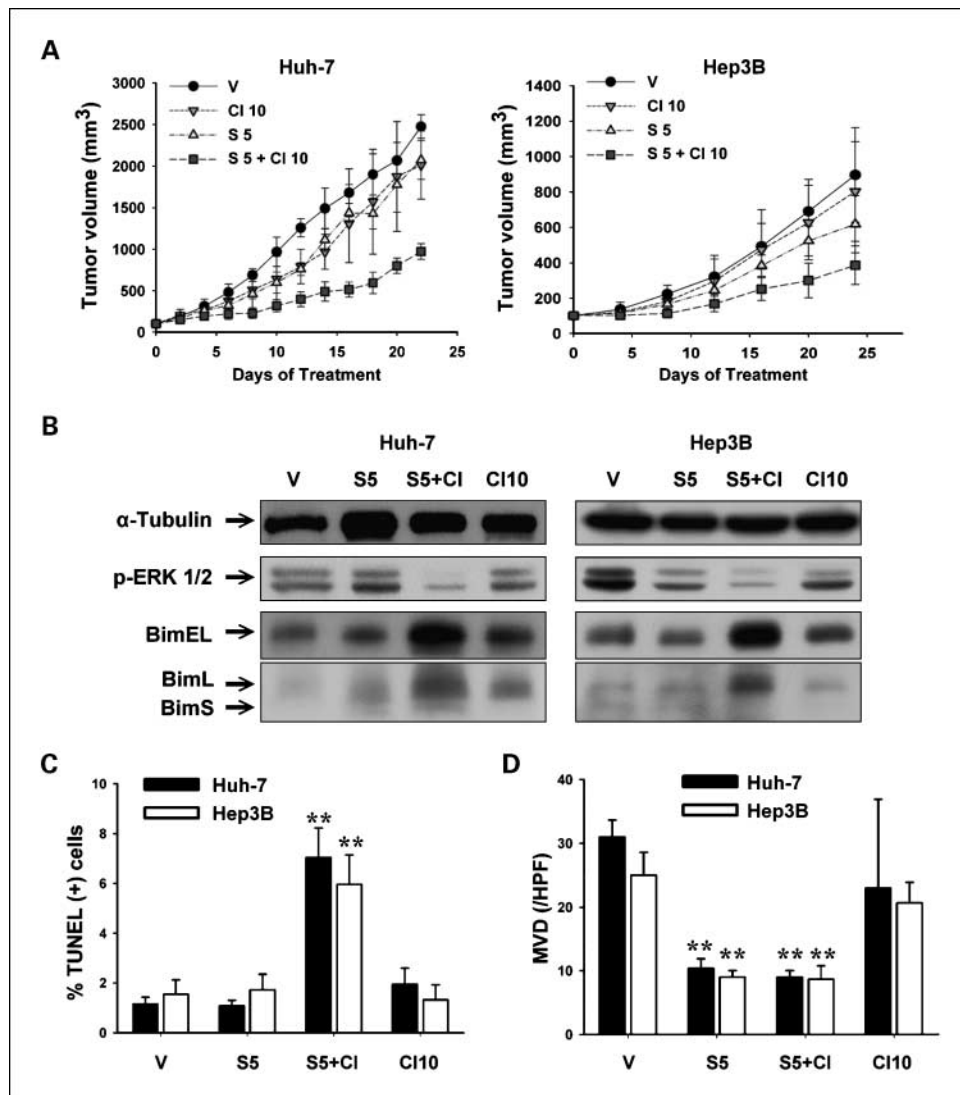 A
Huh-7
V
CI 10
S 5
S 5 + CI 10
Tumor volume (mm3)
3000
2500
2000
1500
1000
500
0
0 5 10 15 20 25
Days of Treatment
Hep3B
V
CI 10
S 5
S 5 + CI 10
Tumor volume (mm3)
1400
1200
1000
800
600
400
200
0
0 5 10 15 20 25
Days of Treatment
B
Huh-7 Hep3B
V S5 S5+CI CI10 V S5 S5+CI CI10
α-Tubulin
p-ERK 1/2
BimEL
BimL
BimS
C
Huh-7
Hep3B
% TUNEL (+) cells
10
8
6
4
2
0
** **
V S5 S5+CI CI10
D
Huh-7
Hep3B
MVD (/HPF)
40
30
20
10
0
** ** ** **
V S5 S5+CI CI10